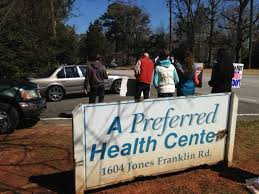 A Preferred
Health Center
1604 Jones Franklin Rd.